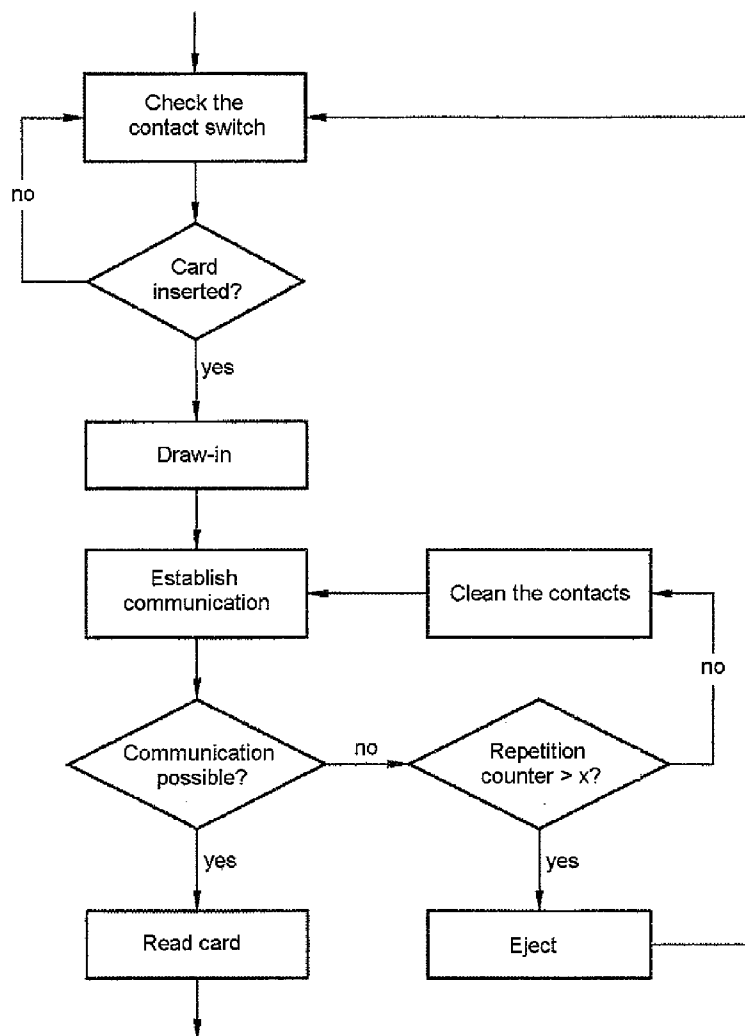 Check the
contact switch
no
Card
inserted?
yes
Draw-in
Establish
communication
Clean the contacts
no
Communication
possible?
no
Repetition
counter > x?
yes
yes
Read card
Eject